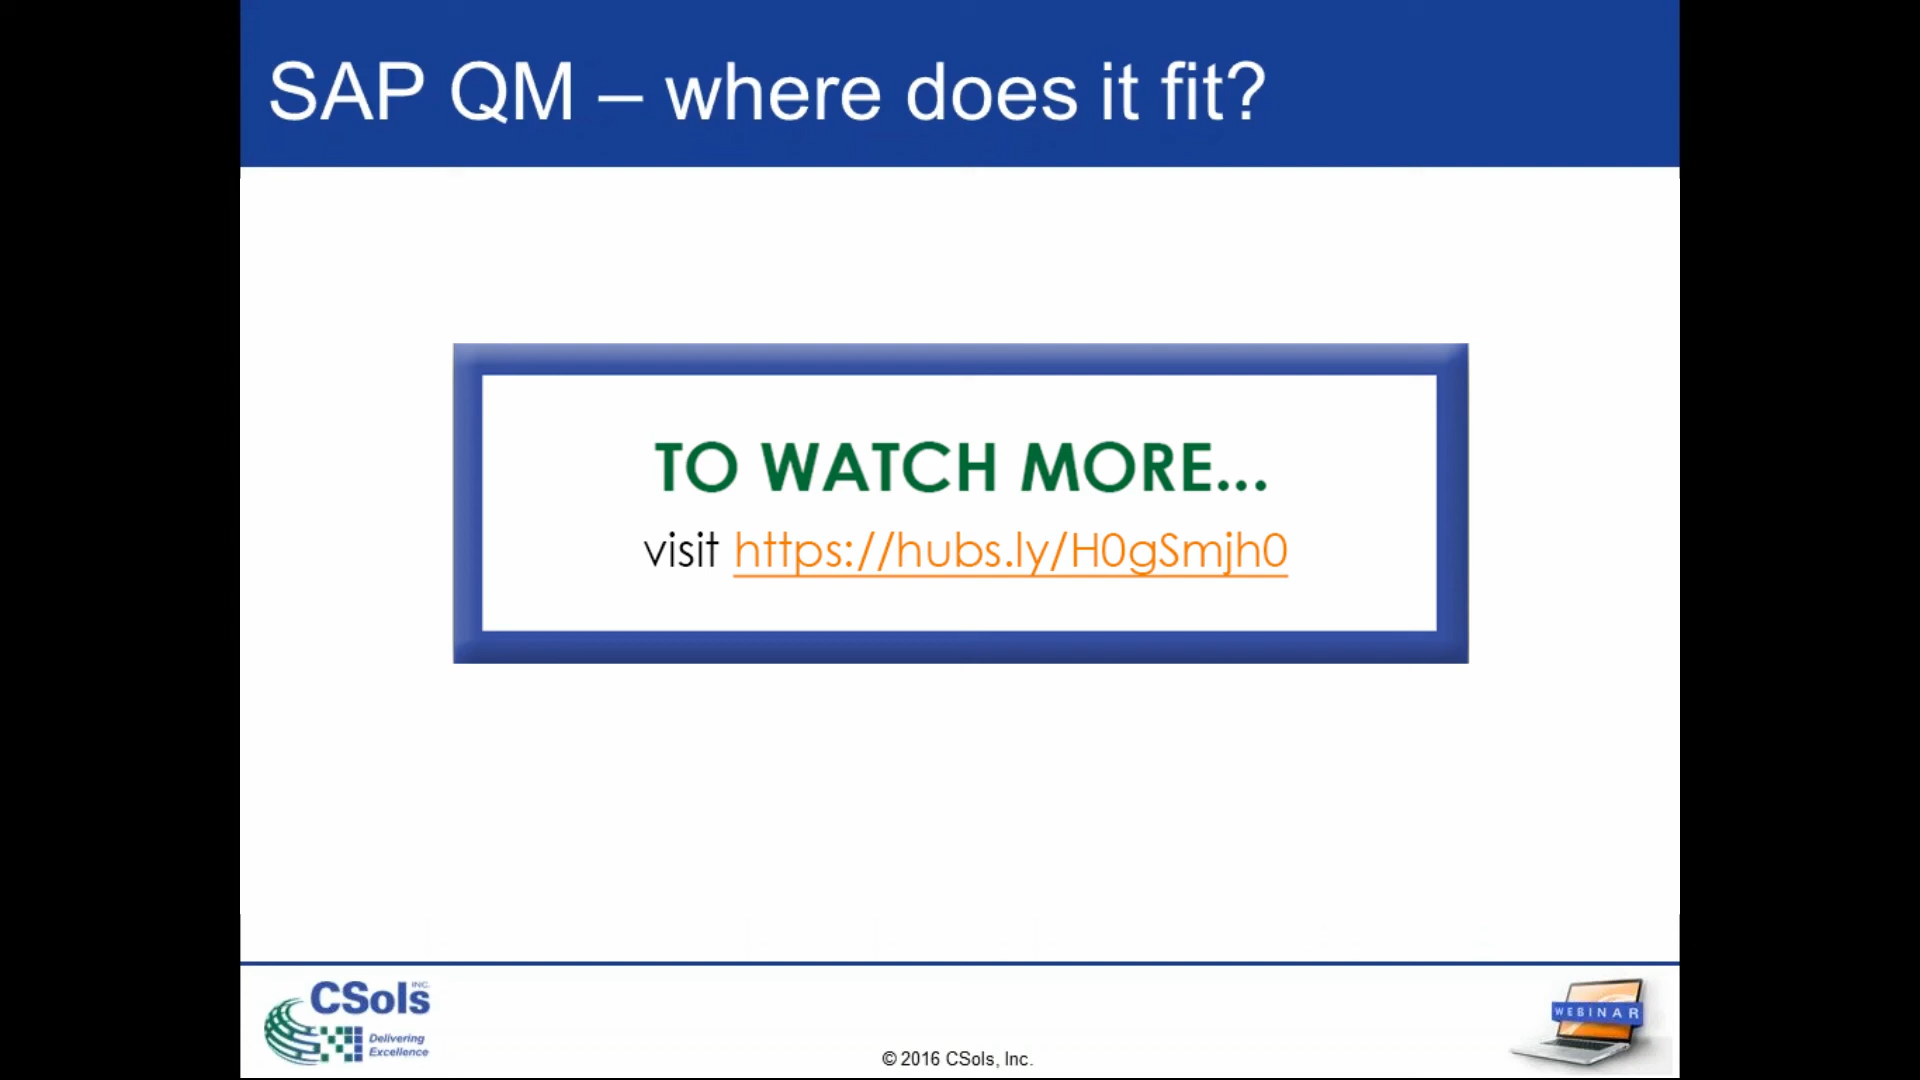 SAP QM – where does it fit?
TO WATCH MORE...
visit https://hubs.ly/H0gSmjh0
CSols INC.
Delivering
Excellence
© 2016 CSols, Inc.
WEBINAR